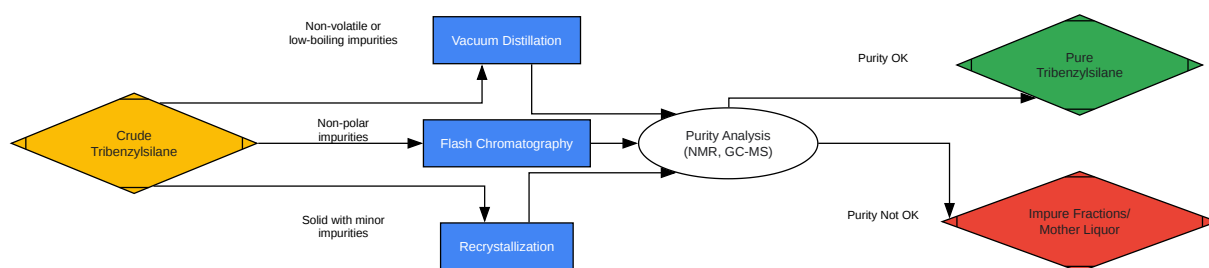 Non-volatile or
low-boiling impurities
Vacuum Distillation
Purity OK
Pure
Tribenzylsilane
Crude
Tribenzylsilane
Non-polar
impurities
Flash Chromatography
Purity Analysis
(NMR, GC-MS)
Solid with minor
impurities
Recrystallization
Purity Not OK
Impure Fractions/
Mother Liquor